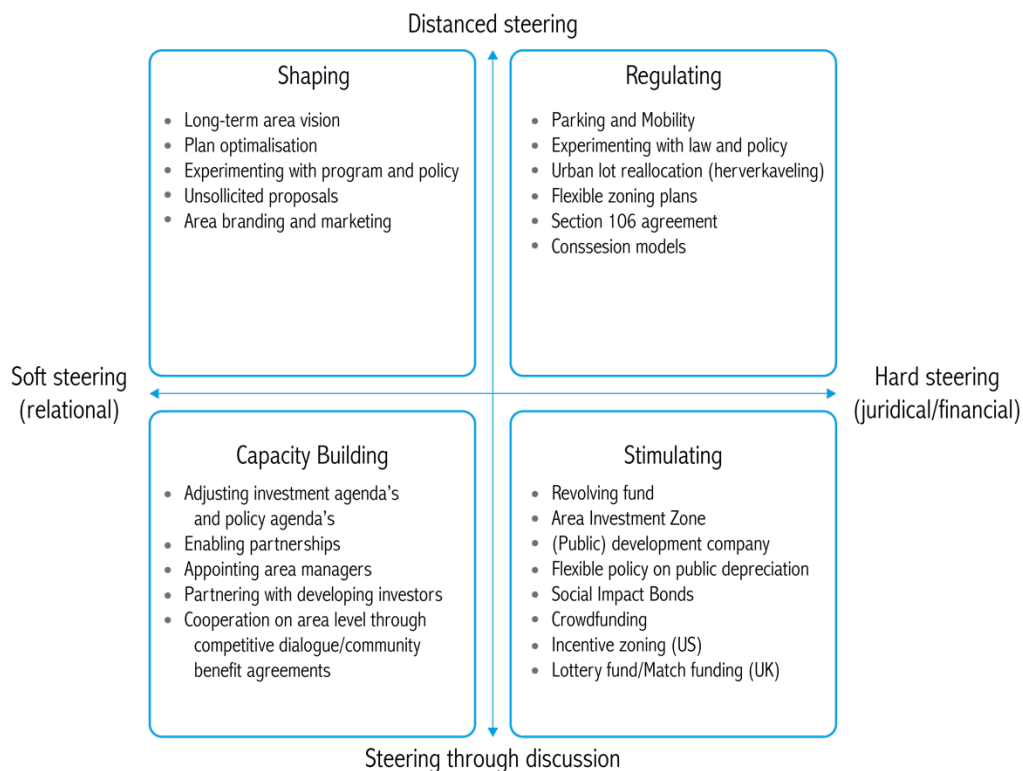 Distanced steering
Shaping
• Long-term area vision
• Plan optimalisation
• Experimenting with program and policy
• Unsollicited proposals
• Area branding and marketing
Regulating
• Parking and Mobility
• Experimenting with law and policy
• Urban lot reallocation (herverkaveling)
• Flexible zoning plans
• Section 106 agreement
• Conssesion models
Soft steering
(relational)
Hard steering
(juridical/financial)
Capacity Building
• Adjusting investment agenda's
and policy agenda's
• Enabling partnerships
• Appointing area managers
• Partnering with developing investors
• Cooperation on area level through
competitive dialogue/community
benefit agreements
Stimulating
• Revolving fund
• Area Investment Zone
• (Public) development company
• Flexible policy on public depreciation
• Social Impact Bonds
• Crowdfunding
• Incentive zoning (US)
• Lottery fund/Match funding (UK)
Steering through discussion